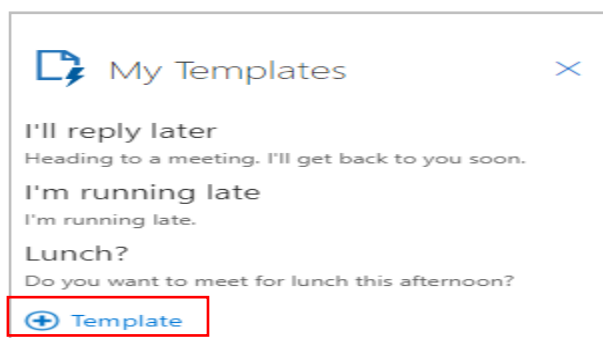 My Templates
I'll reply later
Heading to a meeting. I'll get back to you soon.
I'm running late
I'm running late.
Lunch?
Do you want to meet for lunch this afternoon?
Template